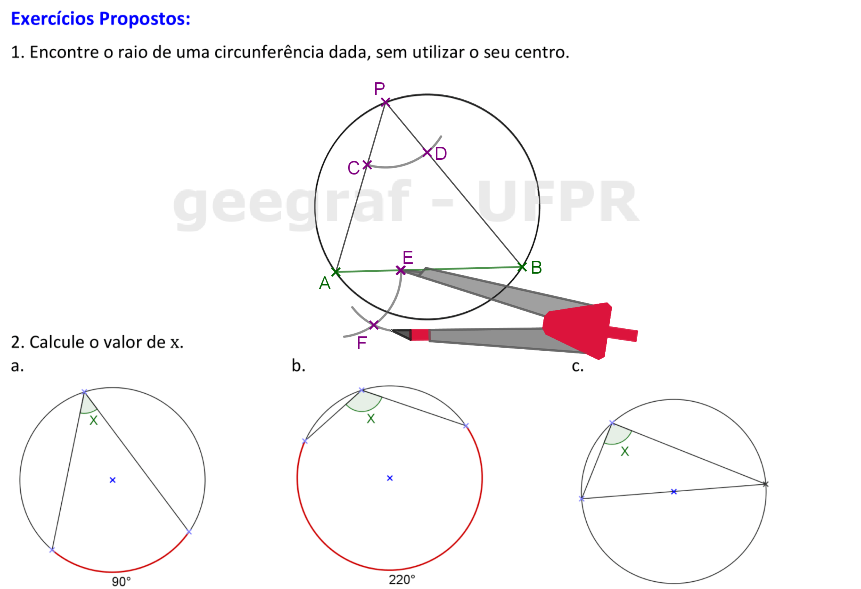 Exercícios Propostos:
1. Encontre o raio de uma circunferência dada, sem utilizar o seu centro.
P
C
D
geegraf - UFPR
E
A
B
F
2. Calcule o valor de x.
a.
b.
c.
X
X
X
90°
220°